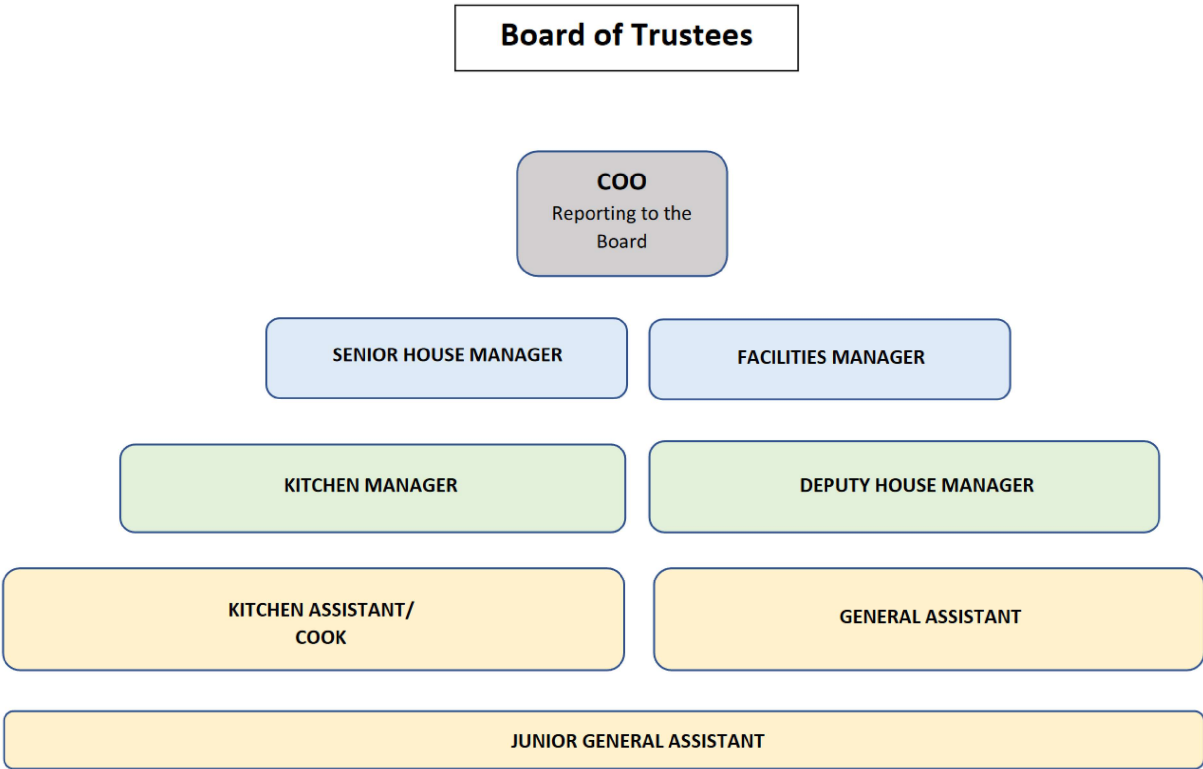 Board of Trustees
COO
Reporting to the
Board
SENIOR HOUSE MANAGER
FACILITIES MANAGER
KITCHEN MANAGER
DEPUTY HOUSE MANAGER
KITCHEN ASSISTANT/
COOK
GENERAL ASSISTANT
JUNIOR GENERAL ASSISTANT